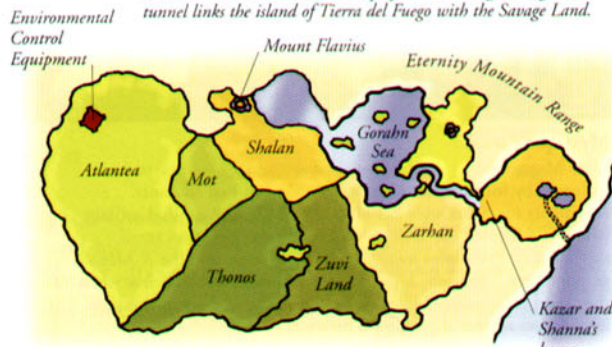 tunnel links the island of Tierra del Fuego with the Savage Land.
Environmental
Control
Equipment
Mount Flavius
Eternity Mountain Range
Gorahn
Sea
Shalan
Atlantea
Mot
Zarhan
Thonos
Zuvi
Land
Kazar and
Shanna's